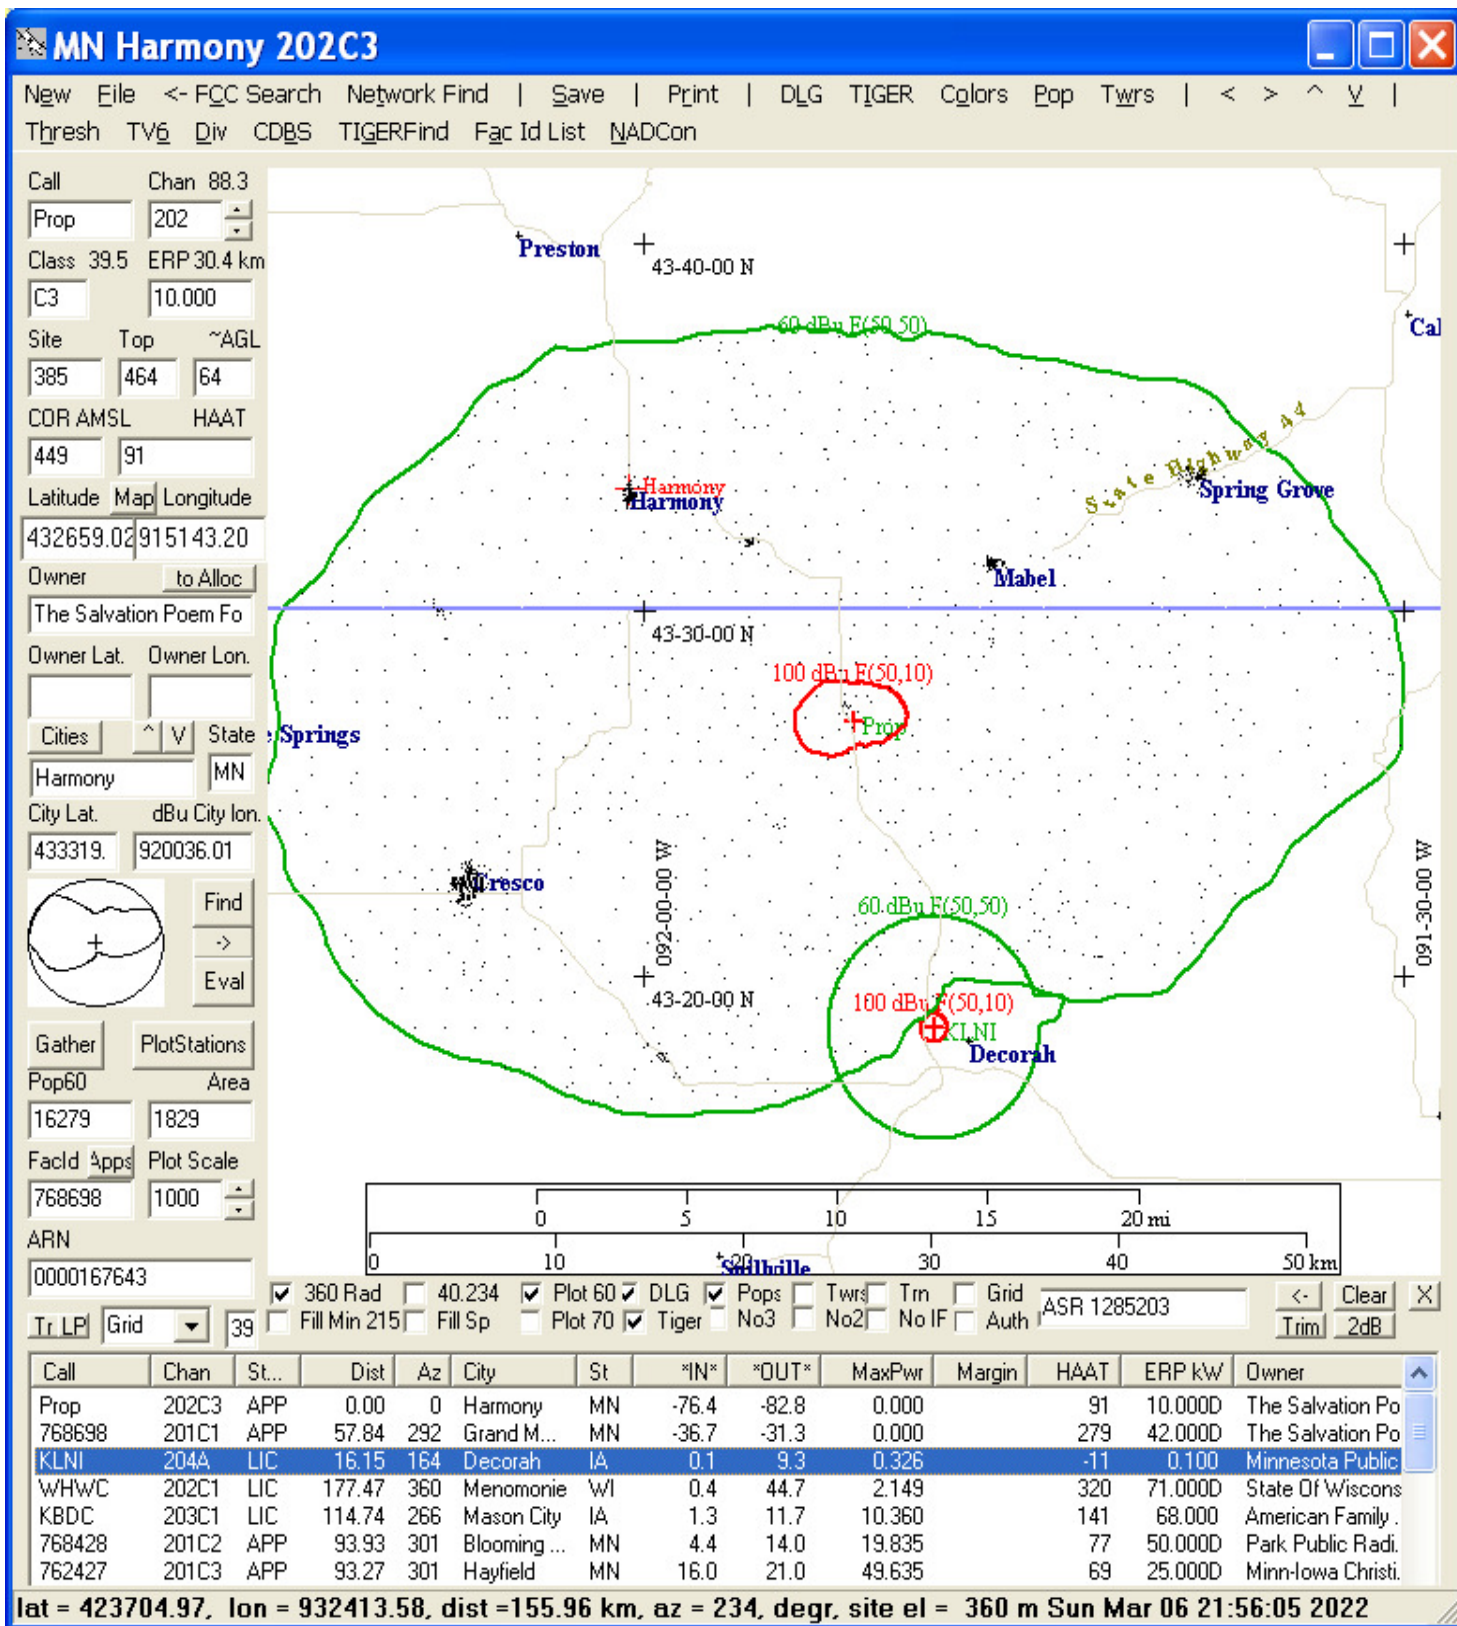 MN Harmony 202C3
New File <- FCC Search Network Find | Save | Print | DLG TIGER Colors Pop Twrs | < > ^ V |
Thresh TV6 Div CDBS TIGERFind Fac Id List NADCon
Call Chan 88.3
Prop 202
Class 39.5 ERP 30.4 km
C3 10.000
Site Top ~AGL
385 464 64
COR AMSL HAAT
449 91
Latitude Map Longitude
432659.02 915143.20
Owner to Alloc
The Salvation Poem Fo
Owner Lat. Owner Lon.
Cities ^ V State
Harmony MN
City Lat. dBu City lon.
433319. 920036.01
Find
->
Eval
Gather PlotStations
Pop60 Area
16279 1829
FacId Apps Plot Scale
768698 1000
ARN
0000167643
Tr LP Grid 39
Preston
43-40-00 N
60 dBu F(50,50)
Cal
State Highway 44
Harmony
Harmony
Spring Grove
Mabel
43-30-00 N
100 dBu F(50,10)
Prop
Springs
Cresco
092-00-00 W
60 dBu F(50,50)
091-30-00 W
43-20-00 N
100 dBu F(50,10)
KLNI
Decorah
0 5 10 15 20 mi
0 10 20 30 40 50 km
Spillville
360 Rad 40.234 Plot 60 DLG Pops Twrs Trn Grid ASR 1285203 <- Clear X
Fill Min 215 Fill Sp Plot 70 Tiger No3 No2 No IF Auth Trim 2dB
Call Chan St... Dist Az City St *IN* *OUT* MaxPwr Margin HAAT ERP kW Owner
Prop 202C3 APP 0.00 0 Harmony MN -76.4 -82.8 0.000 91 10.000D The Salvation Po
768698 201C1 APP 57.84 292 Grand M... MN -36.7 -31.3 0.000 279 42.000D The Salvation Po
KLNI 204A LIC 16.15 164 Decorah IA 0.1 9.3 0.326 -11 0.100 Minnesota Public
WHWC 202C1 LIC 177.47 360 Menomonie WI 0.4 44.7 2.149 320 71.000D State Of Wiscons
KBDC 203C1 LIC 114.74 266 Mason City IA 1.3 11.7 10.360 141 68.000 American Family .
768428 201C2 APP 93.93 301 Blooming ... MN 4.4 14.0 19.835 77 50.000D Park Public Radi.
762427 201C3 APP 93.27 301 Hayfield MN 16.0 21.0 49.635 69 25.000D Minn-Iowa Christi.
lat = 423704.97, lon = 932413.58, dist =155.96 km, az = 234, degr, site el = 360 m Sun Mar 06 21:56:05 2022